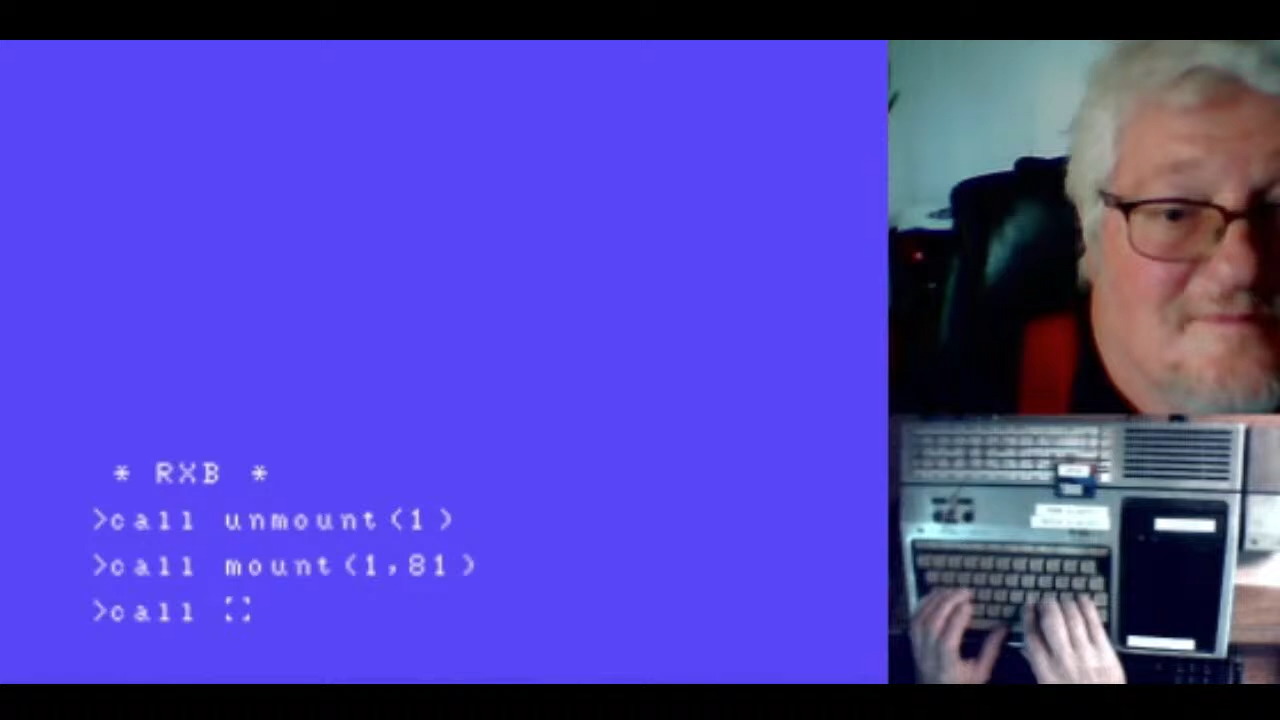 * RXB *
>call unmount(1)
>call mount(1,81)
>call